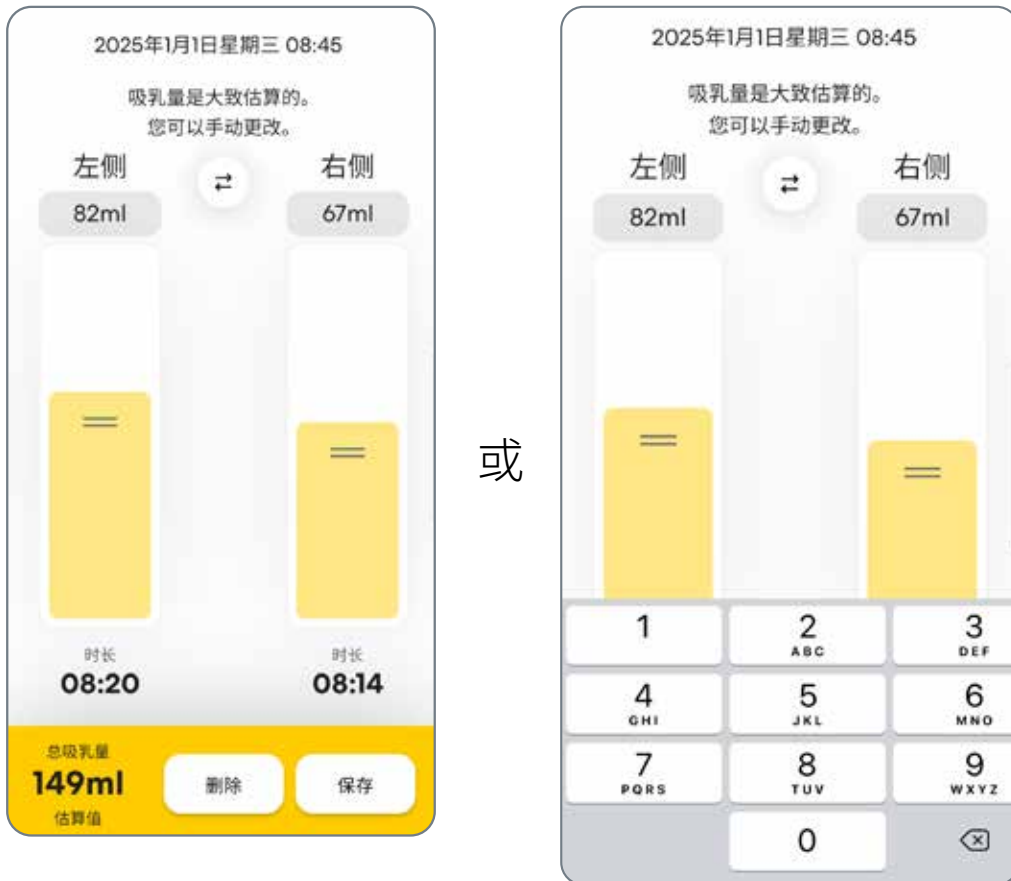 2025年1月1日星期三 08:45
吸乳量是大致估算的。
您可以手动更改。
左侧
右侧
82ml
67ml
时长
时长
08:20
08:14
总吸乳量
149ml
估算值
删除
保存
或
2025年1月1日星期三 08:45
吸乳量是大致估算的。
您可以手动更改。
左侧
右侧
82ml
67ml
1
2
ABC
3
DEF
4
GHI
5
JKL
6
MNO
7
PQRS
8
TUV
9
WXYZ
0